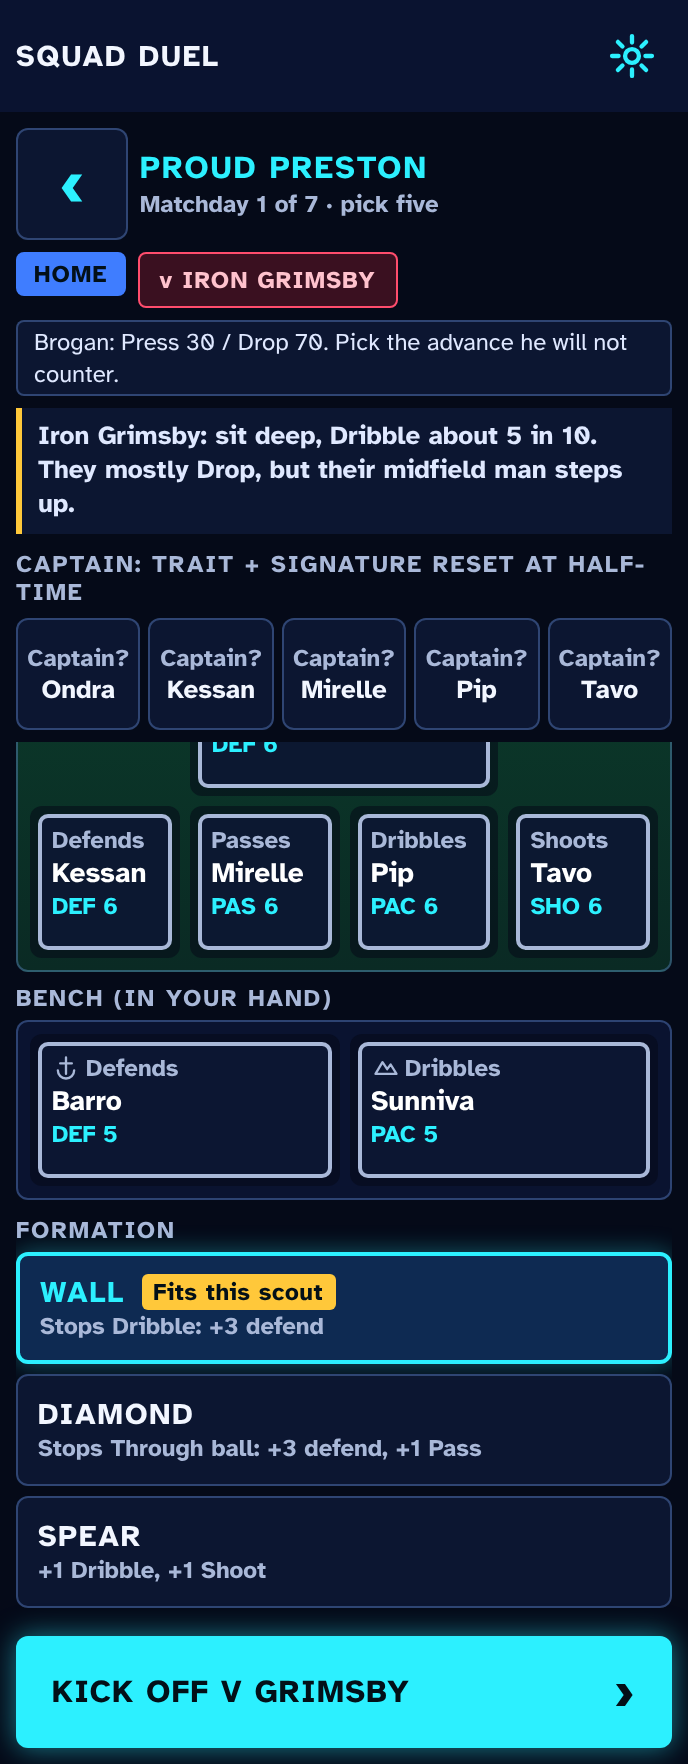 SQUAD DUEL
‹
PROUD PRESTON
Matchday 1 of 7 · pick five
HOME
v IRON GRIMSBY
Brogan: Press 30 / Drop 70. Pick the advance he will not
counter.
Iron Grimsby: sit deep, Dribble about 5 in 10.
They mostly Drop, but their midfield man steps
up.
CAPTAIN: TRAIT + SIGNATURE RESET AT HALF-
TIME
Captain? Captain? Captain? Captain? Captain?
Ondra Kessan Mirelle Pip Tavo
DEF 6
Defends Passes Dribbles Shoots
Kessan Mirelle Pip Tavo
DEF 6 PAS 6 PAC 6 SHO 6
BENCH (IN YOUR HAND)
Defends Dribbles
Barro Sunniva
DEF 5 PAC 5
FORMATION
WALL Fits this scout
Stops Dribble: +3 defend
DIAMOND
Stops Through ball: +3 defend, +1 Pass
SPEAR
+1 Dribble, +1 Shoot
KICK OFF V GRIMSBY ›